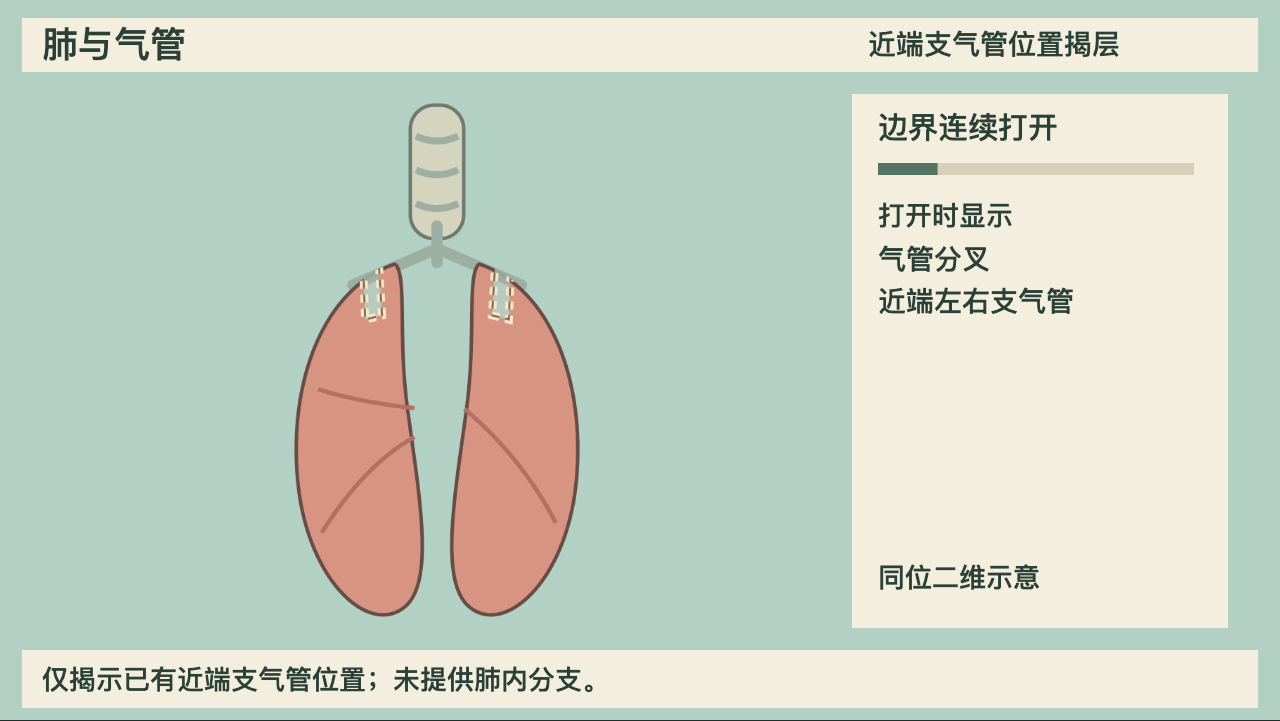 肺与气管
近端支气管位置揭层
边界连续打开
打开时显示
气管分叉
近端左右支气管
同位二维示意
仅揭示已有近端支气管位置；未提供肺内分支。